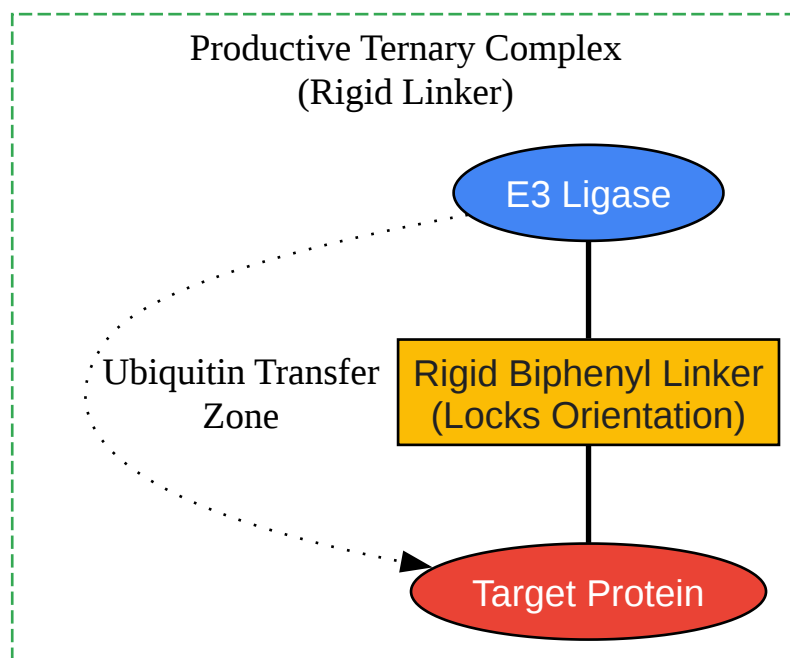 Productive Ternary Complex
(Rigid Linker)
E3 Ligase
Ubiquitin Transfer
Zone
Rigid Biphenyl Linker
(Locks Orientation)
Target Protein